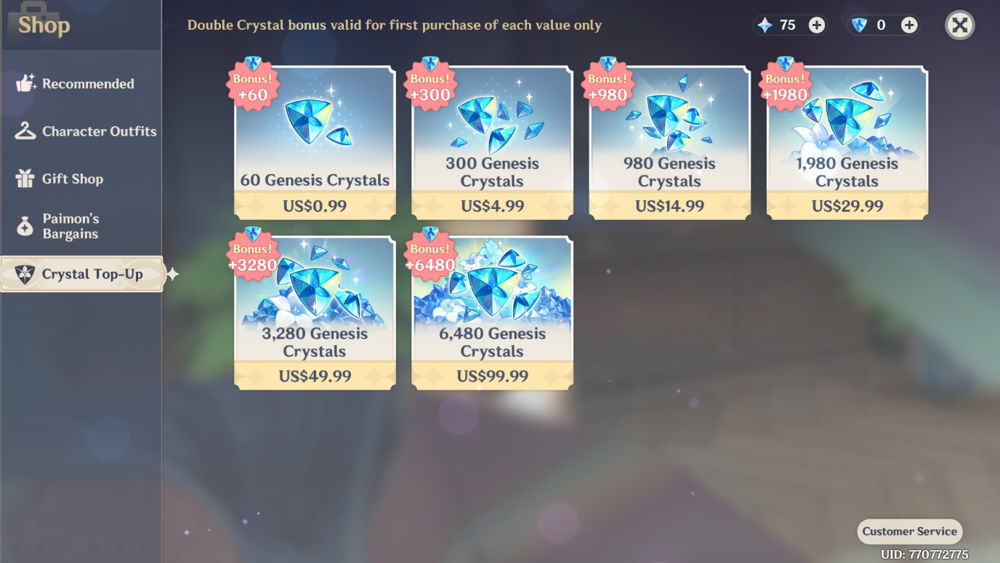 Shop
Double Crystal bonus valid for first purchase of each value only
75
0
Recommended
Character Outfits
Gift Shop
Paimon's
Bargains
Crystal Top-Up
Bonus!
+60
60 Genesis Crystals
US$0.99
Bonus!
+300
300 Genesis
Crystals
US$4.99
Bonus!
+980
980 Genesis
Crystals
US$14.99
Bonus!
+1980
1,980 Genesis
Crystals
US$29.99
Bonus!
+3280
3,280 Genesis
Crystals
US$49.99
Bonus!
+6480
6,480 Genesis
Crystals
US$99.99
Customer Service
UID: 770772775